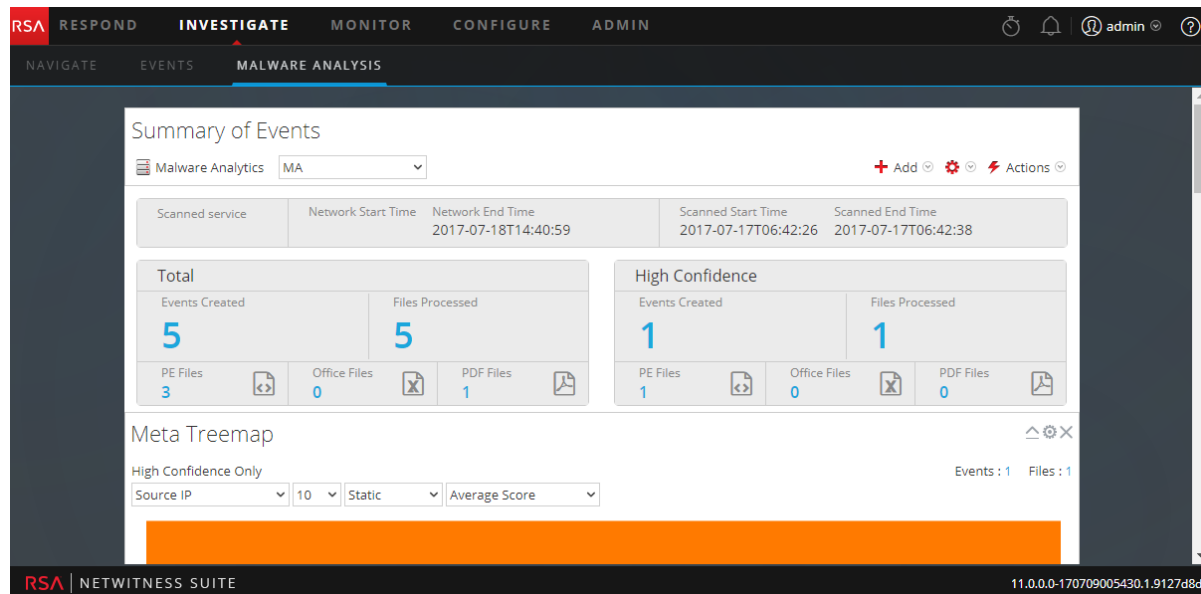 RSA RESPOND INVESTIGATE MONITOR CONFIGURE ADMIN admin
NAVIGATE EVENTS MALWARE ANALYSIS
Summary of Events
Malware Analytics MA Add Actions
Scanned service Network Start Time Network End Time Scanned Start Time Scanned End Time
2017-07-18T14:40:59 2017-07-17T06:42:26 2017-07-17T06:42:38
Total High Confidence
Events Created Files Processed Events Created Files Processed
5 5 1 1
PE Files Office Files PDF Files PE Files Office Files PDF Files
3 0 1 1 0 0
Meta Treemap
High Confidence Only Events : 1 Files : 1
Source IP 10 Static Average Score
RSA NETWITNESS SUITE 11.0.0.0-170709005430.1.9127d8d